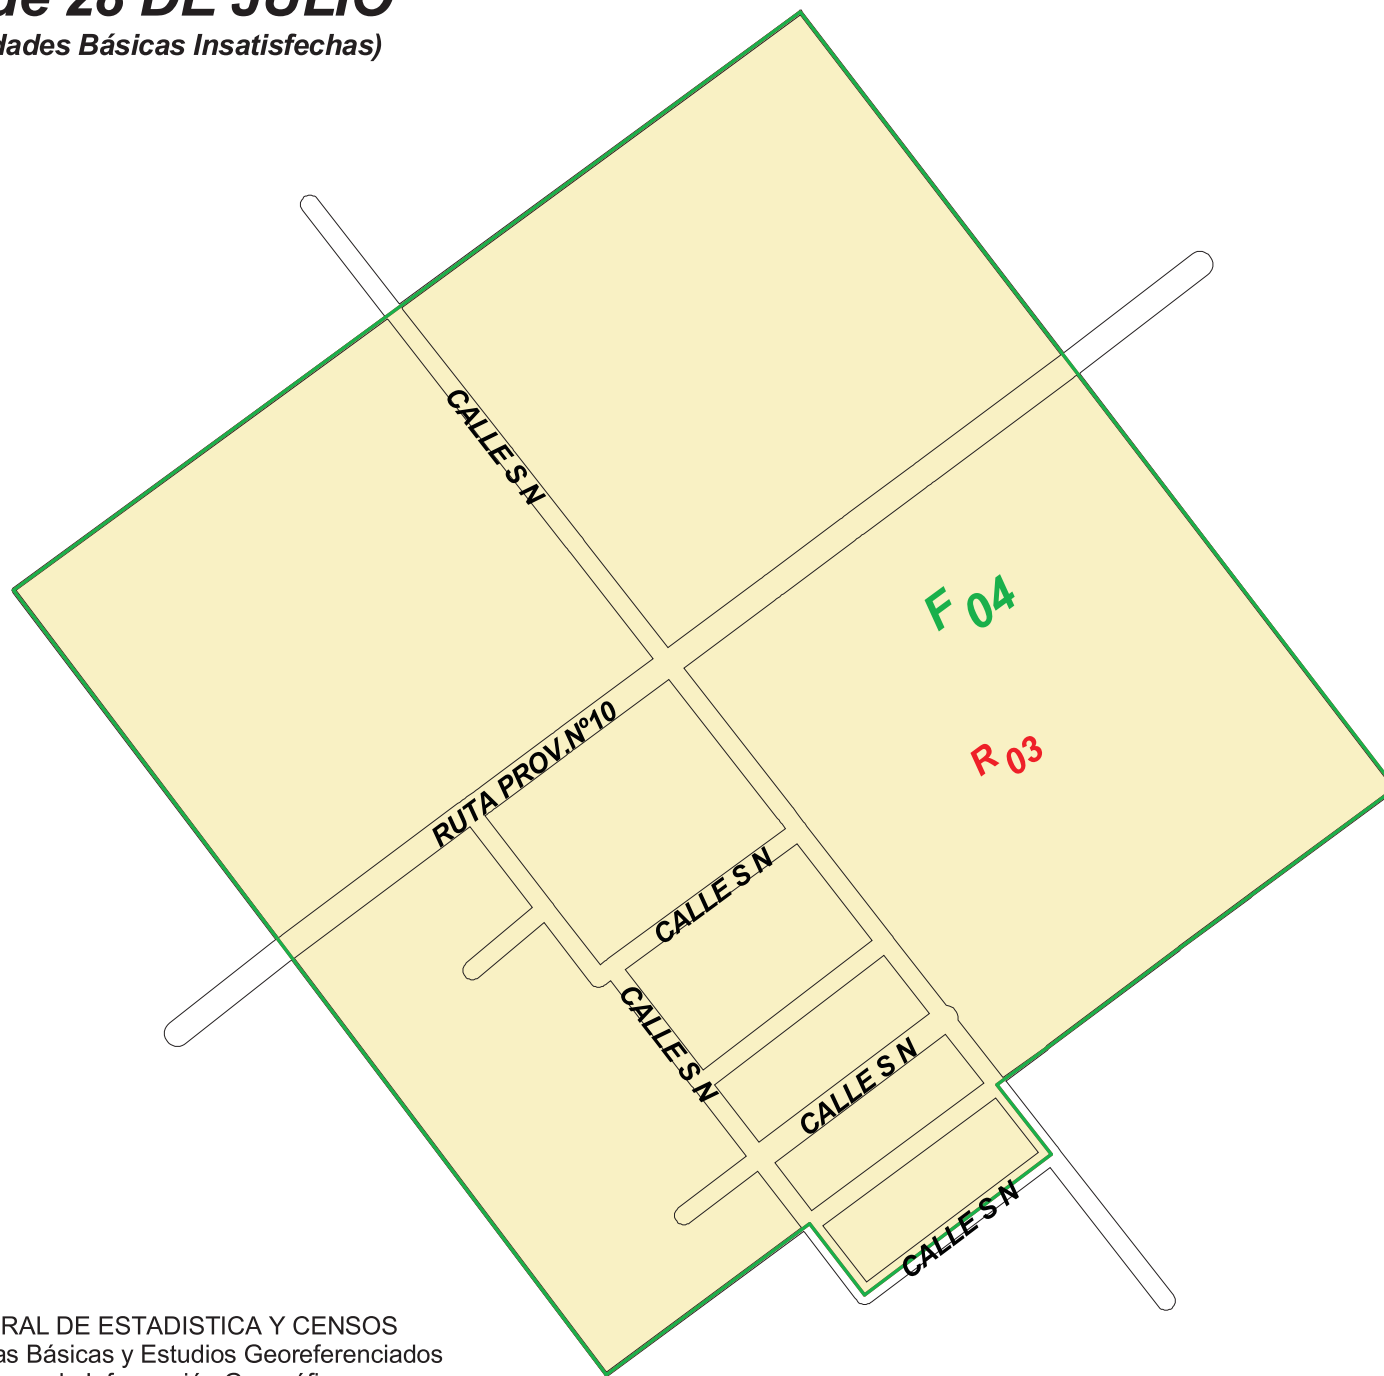 de 28 DE JULIO
dades Básicas Insatisfechas)
CALLE S N
F 04
R 03
RUTA PROV.Nº10
CALLE S N
CALLE S N
CALLE S N
CALLE S N
RAL DE ESTADISTICA Y CENSOS
as Básicas y Estudios Georeferenciados